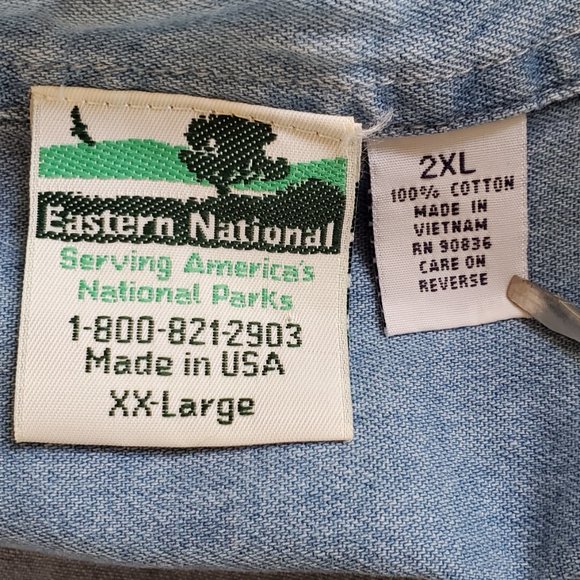 Eastern National
Serving America's
National Parks
1-800-821-2903
Made in USA
XX-Large
2XL
100% COTTON
MADE IN
VIETNAM
RN 90836
CARE ON
REVERSE